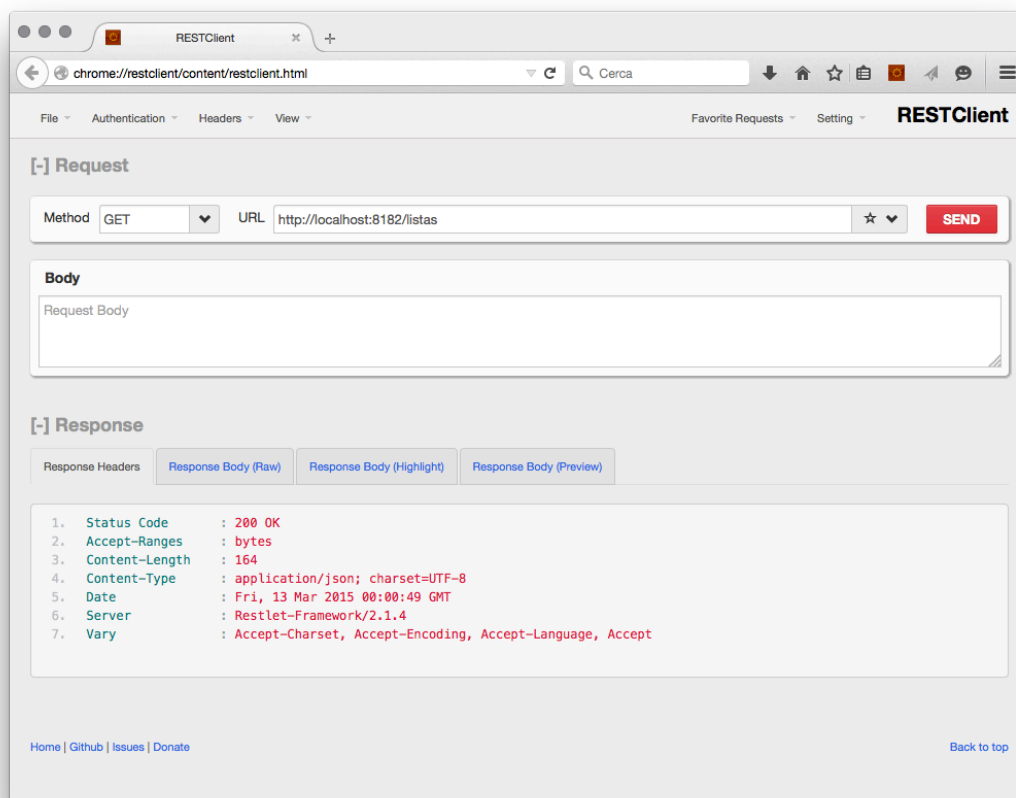 RESTClient
chrome://restclient/content/restclient.html
Cerca
File Authentication Headers View Favorite Requests Setting RESTClient
[-] Request
Method GET URL http://localhost:8182/listas SEND
Body
Request Body
[-] Response
Response Headers Response Body (Raw) Response Body (Highlight) Response Body (Preview)
1. Status Code : 200 OK
2. Accept-Ranges : bytes
3. Content-Length : 164
4. Content-Type : application/json; charset=UTF-8
5. Date : Fri, 13 Mar 2015 00:00:49 GMT
6. Server : Restlet-Framework/2.1.4
7. Vary : Accept-Charset, Accept-Encoding, Accept-Language, Accept
Home | Github | Issues | Donate Back to top